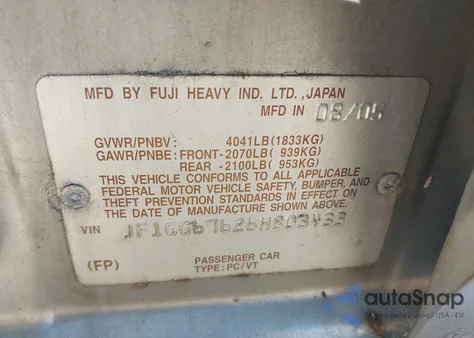 MFD BY FUJI HEAVY IND. LTD.,JAPAN
MFD IN 08/05
GVWR/PNBV: 4041LB(1833KG)
GAWR/PNBE: FRONT-2070LB( 939KG)
REAR -2100LB( 953KG)
THIS VEHICLE CONFORMS TO ALL APPLICABLE
FEDERAL MOTOR VEHICLE SAFETY, BUMPER, AND
THEFT PREVENTION STANDARDS IN EFFECT ON
THE DATE OF MANUFACTURE SHOWN ABOVE.
VIN JF1GG67626H803433
(FP) PASSENGER CAR
TYPE: PC/VT
autoSnap